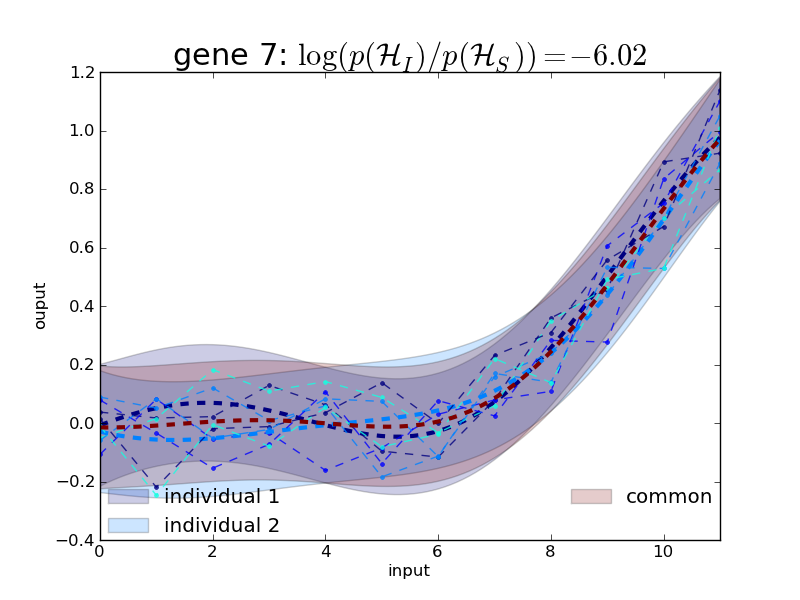 gene 7: log(p(ℋ_I)/p(ℋ_S)) = −6.02
1.2
1.0
0.8
0.6
0.4
0.2
0.0
−0.2
−0.4
ouput
individual 1
individual 2
common
0 2 4 6 8 10
input